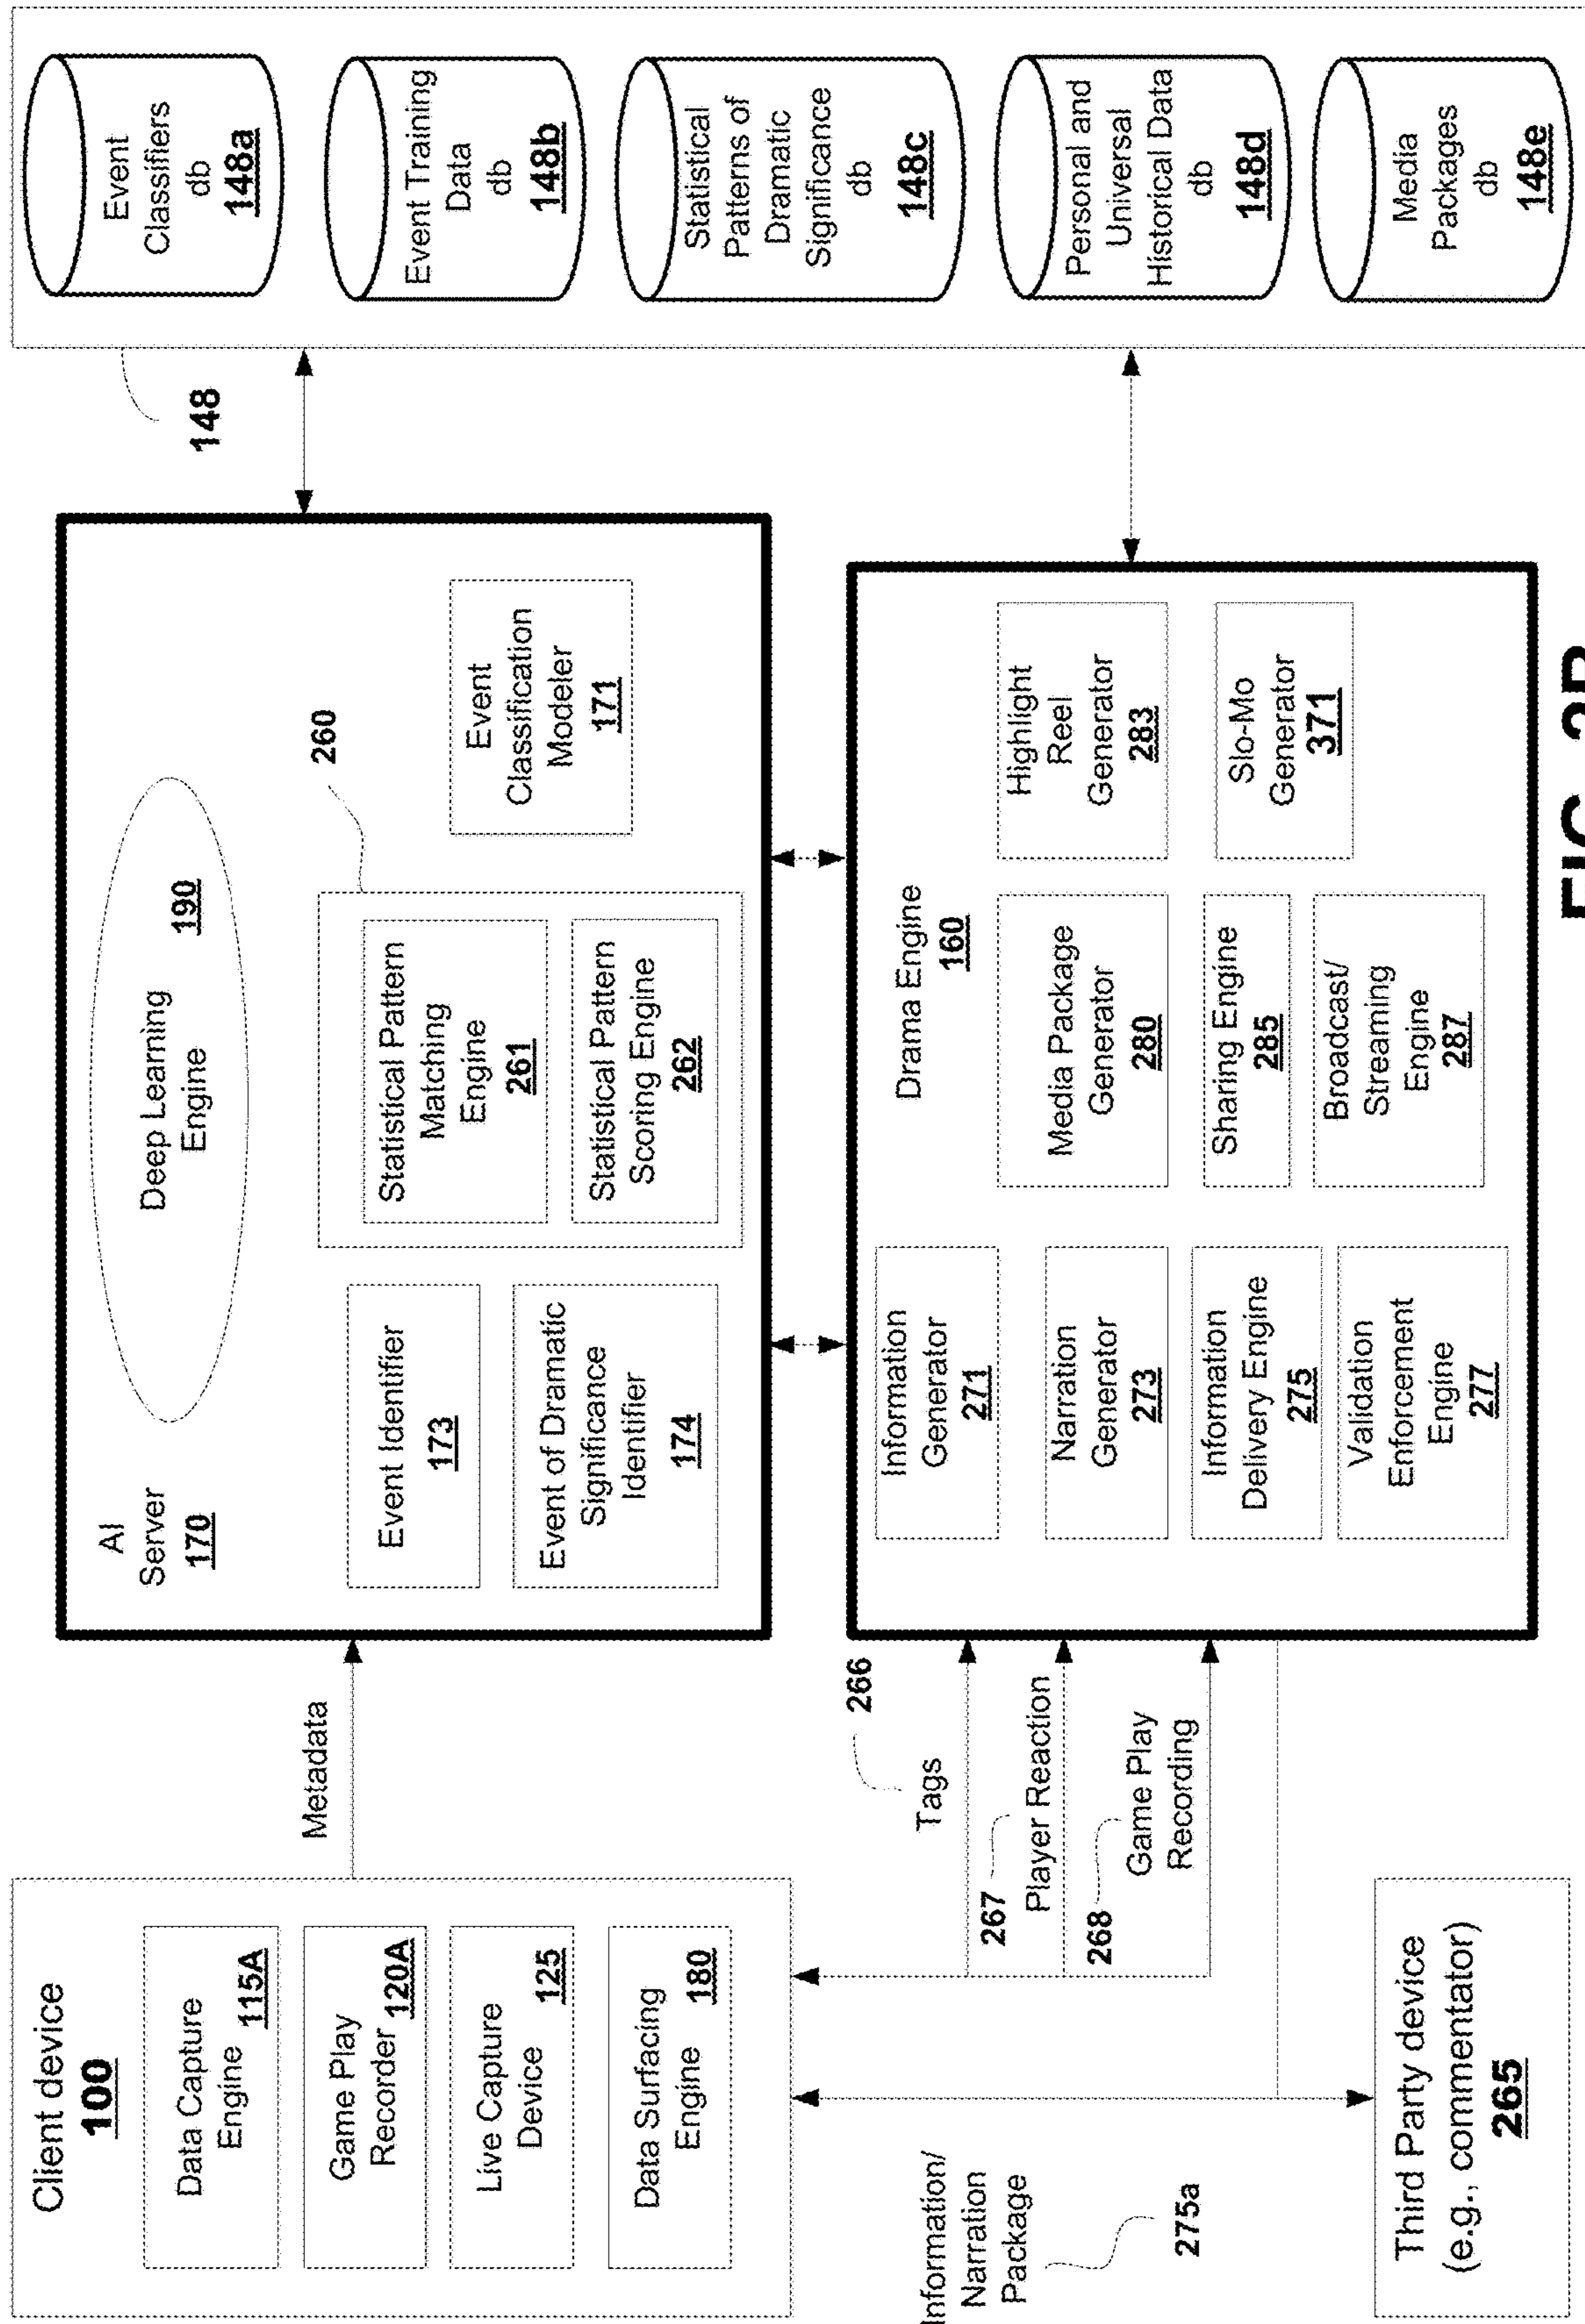 Client device
100
Data Capture
Engine
115A
Game Play
Recorder
120A
Live Capture
Device
125
Data Surfacing
Engine
180
Metadata
Information/
Narration
Package
275a
Third Party device
(e.g., commentator)
265
266
Tags
267
Player Reaction
268
Game Play
Recording
AI
Server
170
Deep Learning
Engine
190
Event Identifier
173
Event of Dramatic
Significance
Identifier
174
260
Statistical Pattern
Matching
Engine
261
Statistical Pattern
Scoring Engine
262
Event
Classification
Modeler
171
Drama Engine
160
Information
Generator
271
Narration
Generator
273
Information
Delivery Engine
275
Validation
Enforcement
Engine
277
Media Package
Generator
280
Sharing Engine
285
Broadcast/
Streaming
Engine
287
Highlight
Reel
Generator
283
Slo-Mo
Generator
371
148
Event
Classifiers
db
148a
Event Training
Data
db
148b
Statistical
Patterns of
Dramatic
Significance
db
148c
Personal and
Universal
Historical Data
db
148d
Media
Packages
db
148e
FIG.